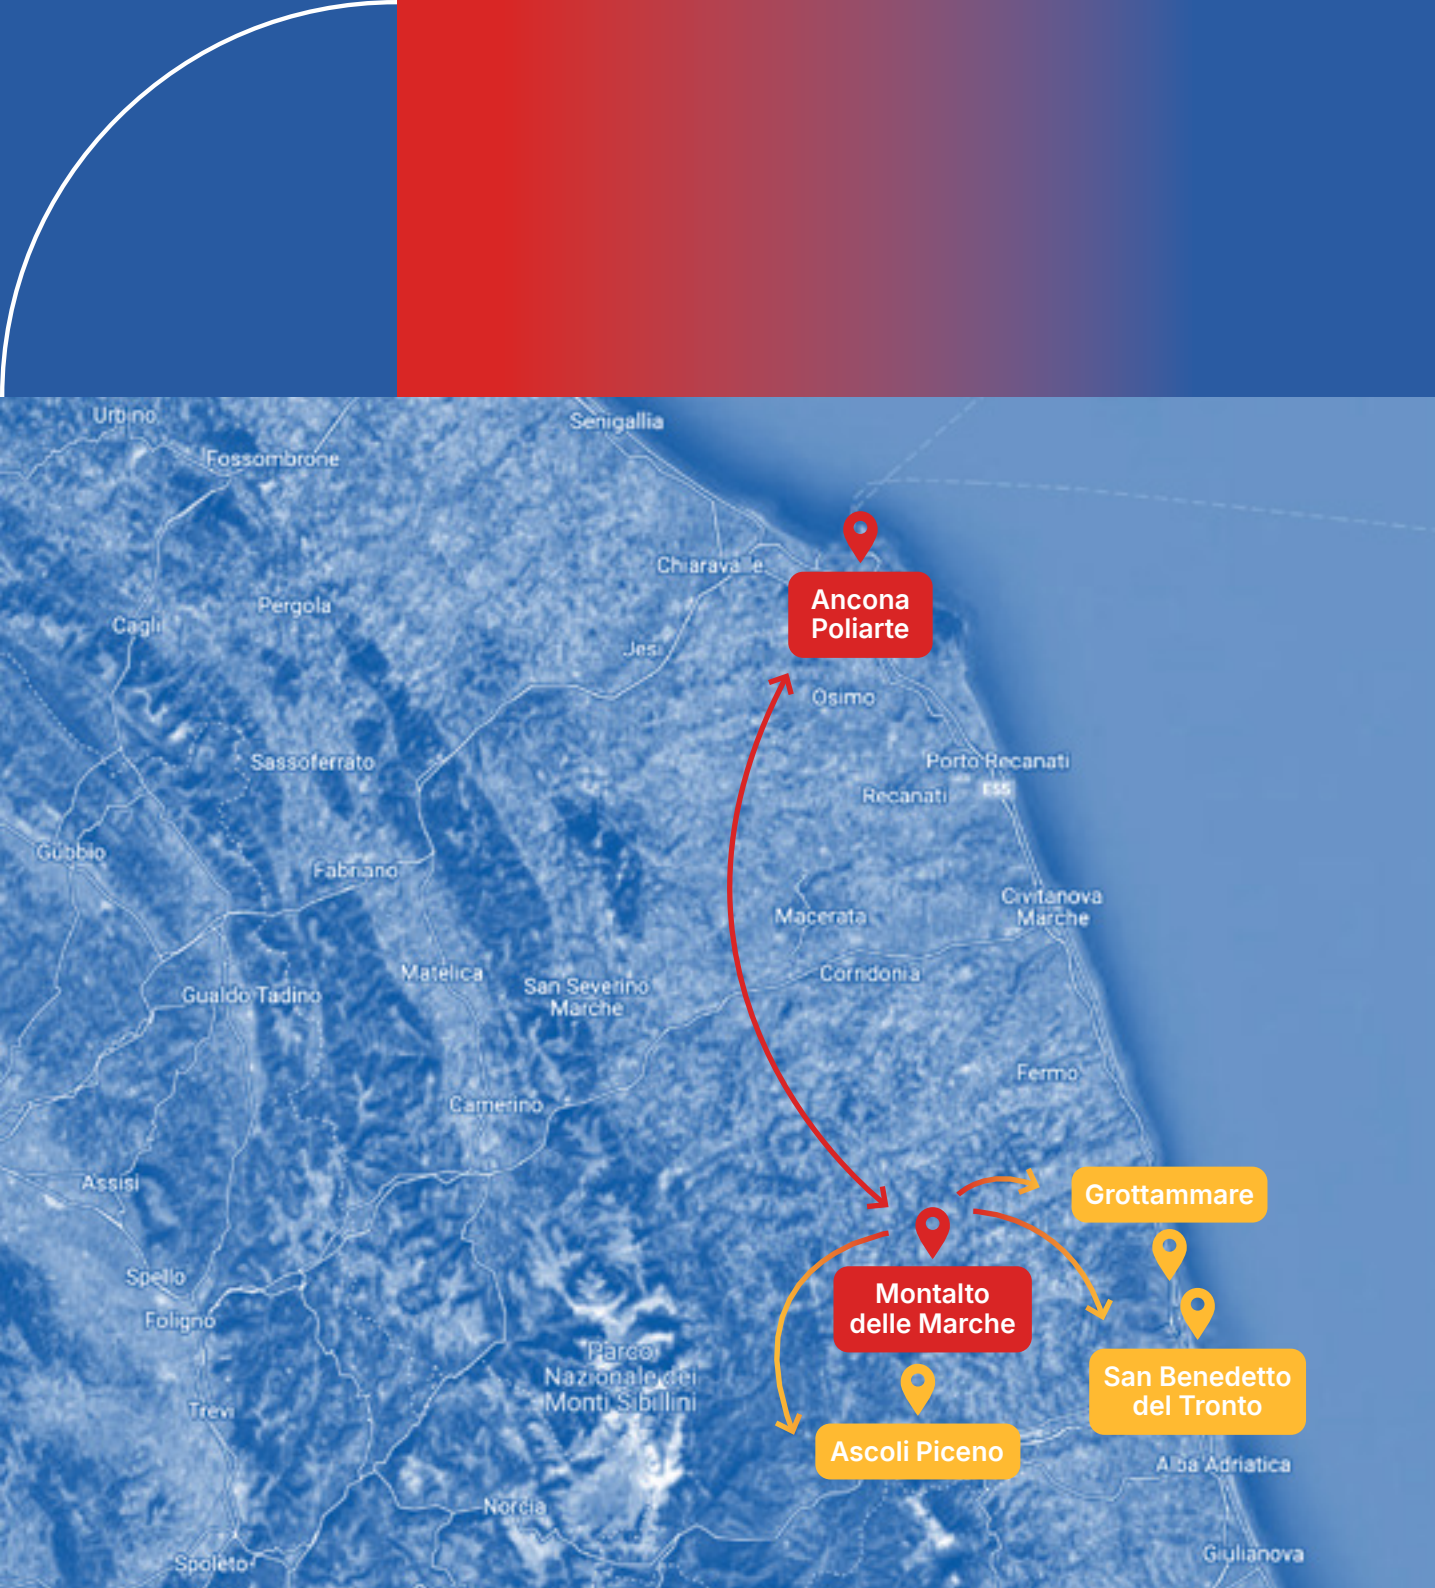 Urbino
Senigallia
Fossombrone
Chiaravalle
Ancona
Poliarte
Pergola
Cagli
Jesi
Osimo
Sassoferrato
Porto Recanati
E55
Recanati
Gubbio
Fabriano
Civitanova
Marche
Macerata
Matelica
Corridonia
San Severino
Marche
Gualdo Tadino
Fermo
Camerino
Assisi
Grottammare
Spello
Foligno
Montalto
delle Marche
Parco
Nazionale dei
Monti Sibillini
San Benedetto
del Tronto
Trevi
Ascoli Piceno
Alba Adriatica
Norcia
Giulianova
Spoleto